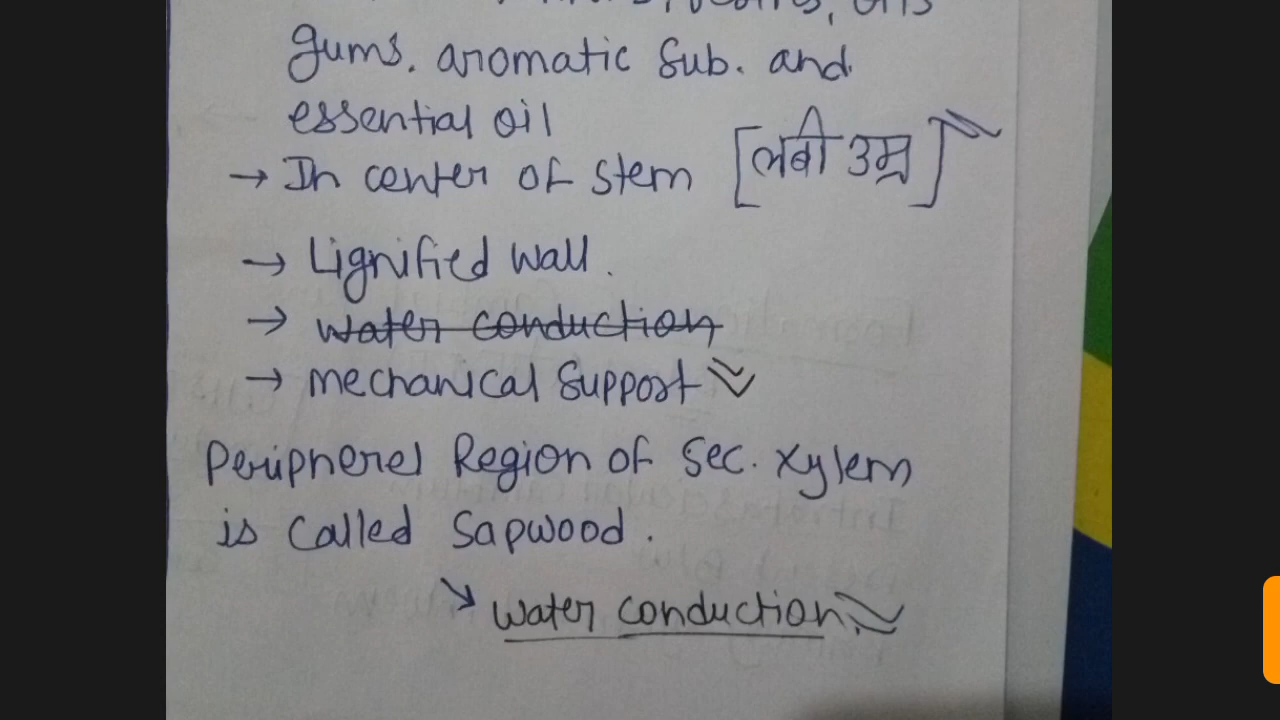 gums. aromatic Sub. and
essential oil
→ In center of stem [लबी उम्र]
→ Lignified wall.
→ water conduction
→ mechanical Support
Peripherel Region of Sec. Xylem
is called Sapwood.
↘ water conduction.